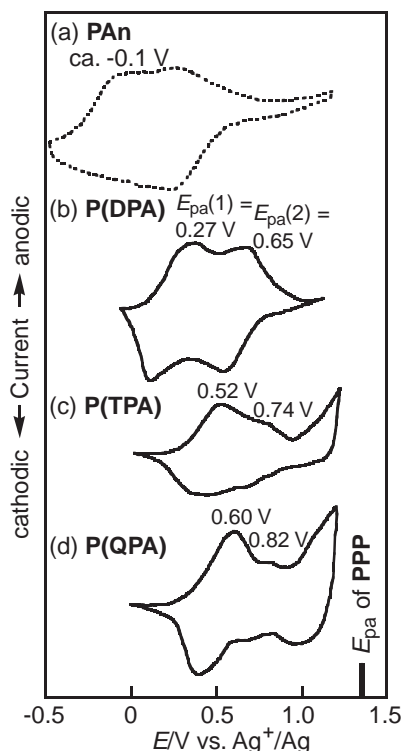 (a) PAn
ca. -0.1 V
(b) P(DPA)
Epa(1) =
0.27 V
Epa(2) =
0.65 V
(c) P(TPA)
0.52 V
0.74 V
(d) P(QPA)
0.60 V
0.82 V
cathodic ← Current → anodic
Epa of PPP
-0.5 0 0.5 1.0 1.5
E/V vs. Ag+/Ag